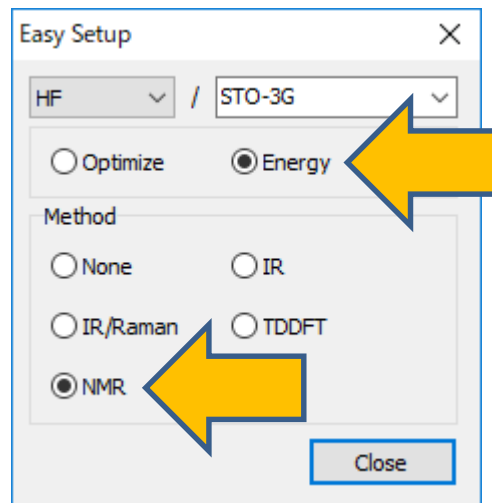 Easy Setup
HF / STO-3G
Optimize Energy
Method
None IR
IR/Raman TDDFT
NMR
Close